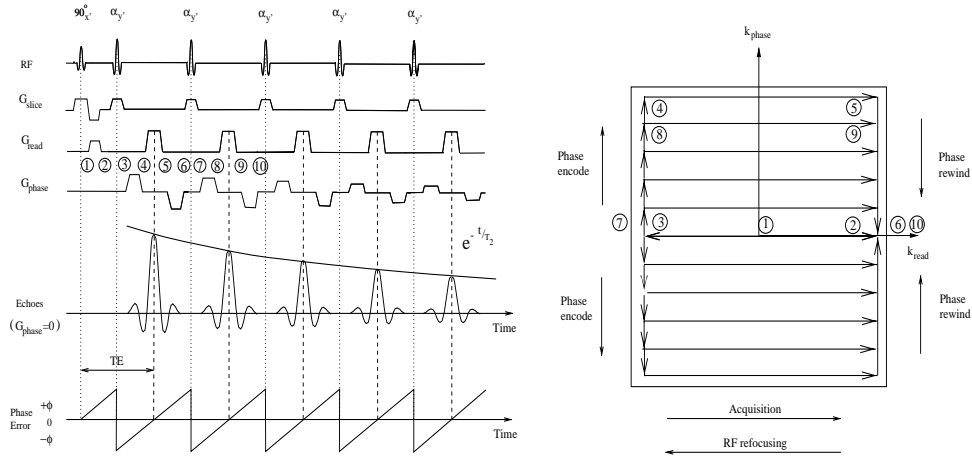 90°x' αy' αy' αy' αy' αy'
RF
Gslice
Gread
① ② ③ ④ ⑤ ⑥ ⑦ ⑧ ⑨ ⑩
Gphase
e^- t/T2
Echoes
(Gphase=0)
Time
TE
Phase
Error
+ϕ
0
−ϕ
Time
kphase
④ ⑤
⑧ ⑨
Phase
encode
Phase
rewind
⑦ ③ ① ② ⑥ ⑩
kread
Phase
encode
Phase
rewind
Acquisition
RF refocusing